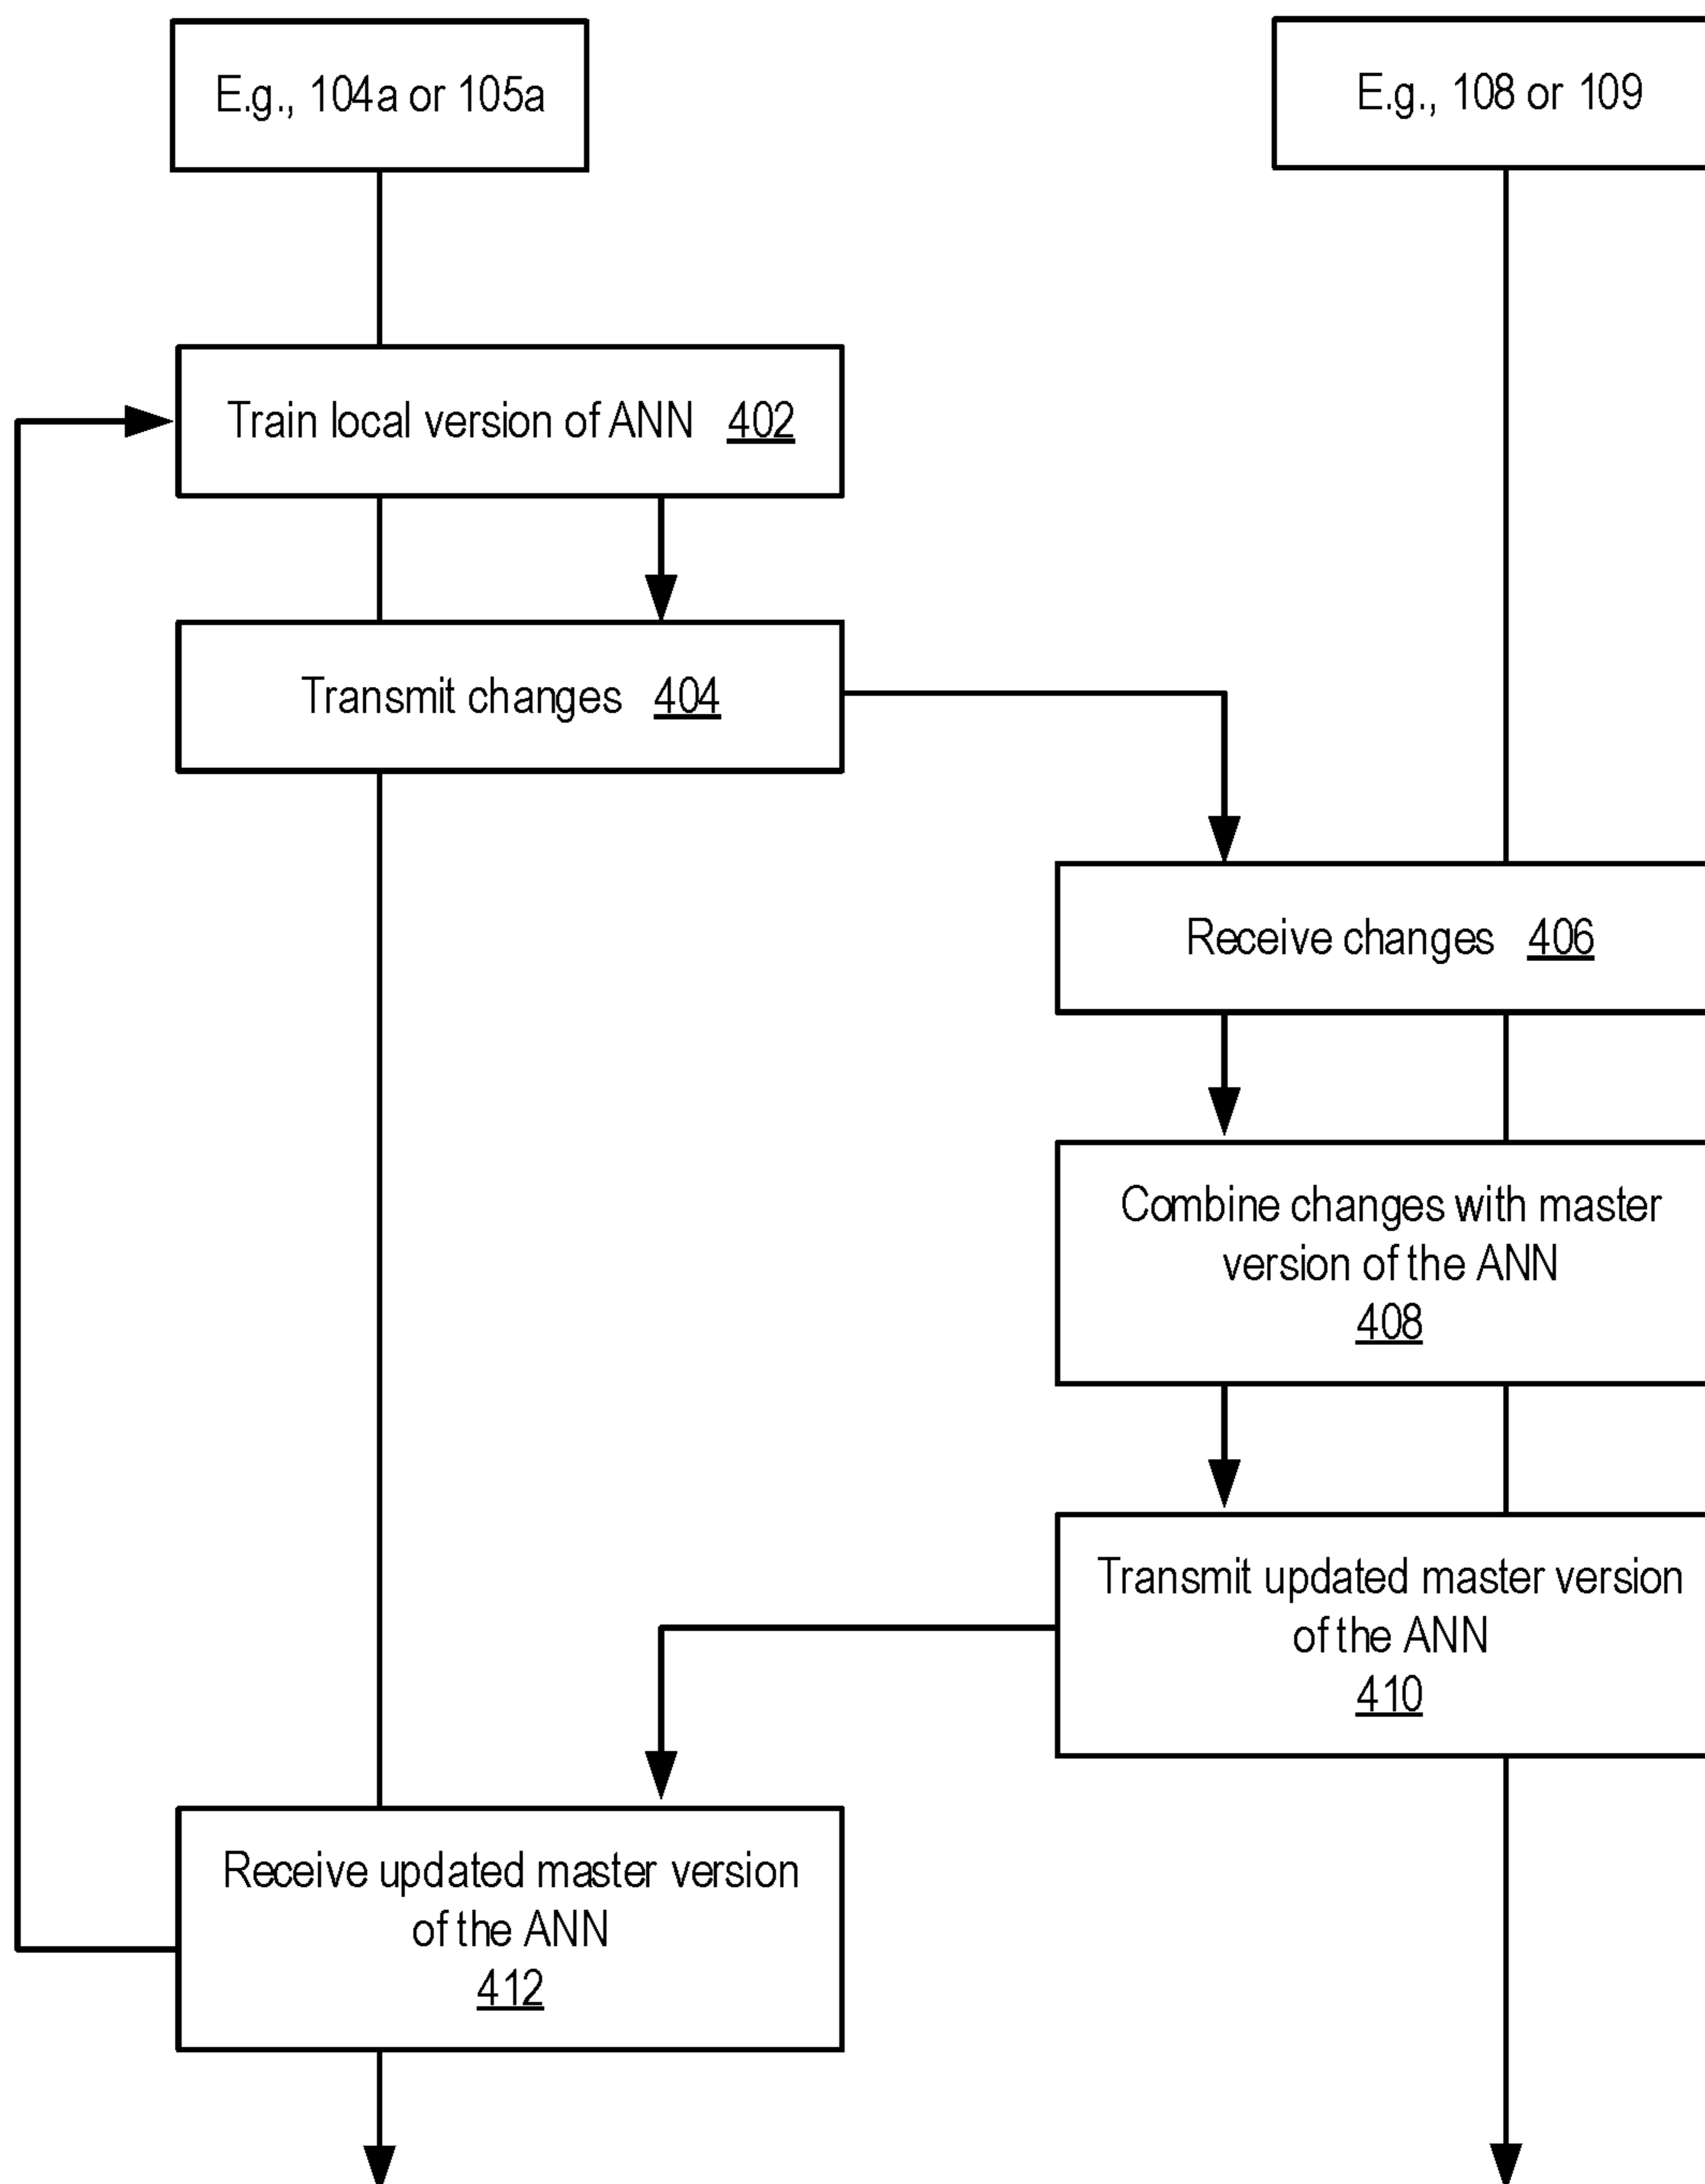 E.g., 104a or 105a
E.g., 108 or 109
Train local version of ANN 402
Transmit changes 404
Receive changes 406
Combine changes with master
version of the ANN
408
Transmit updated master version
of the ANN
410
Receive updated master version
of the ANN
412